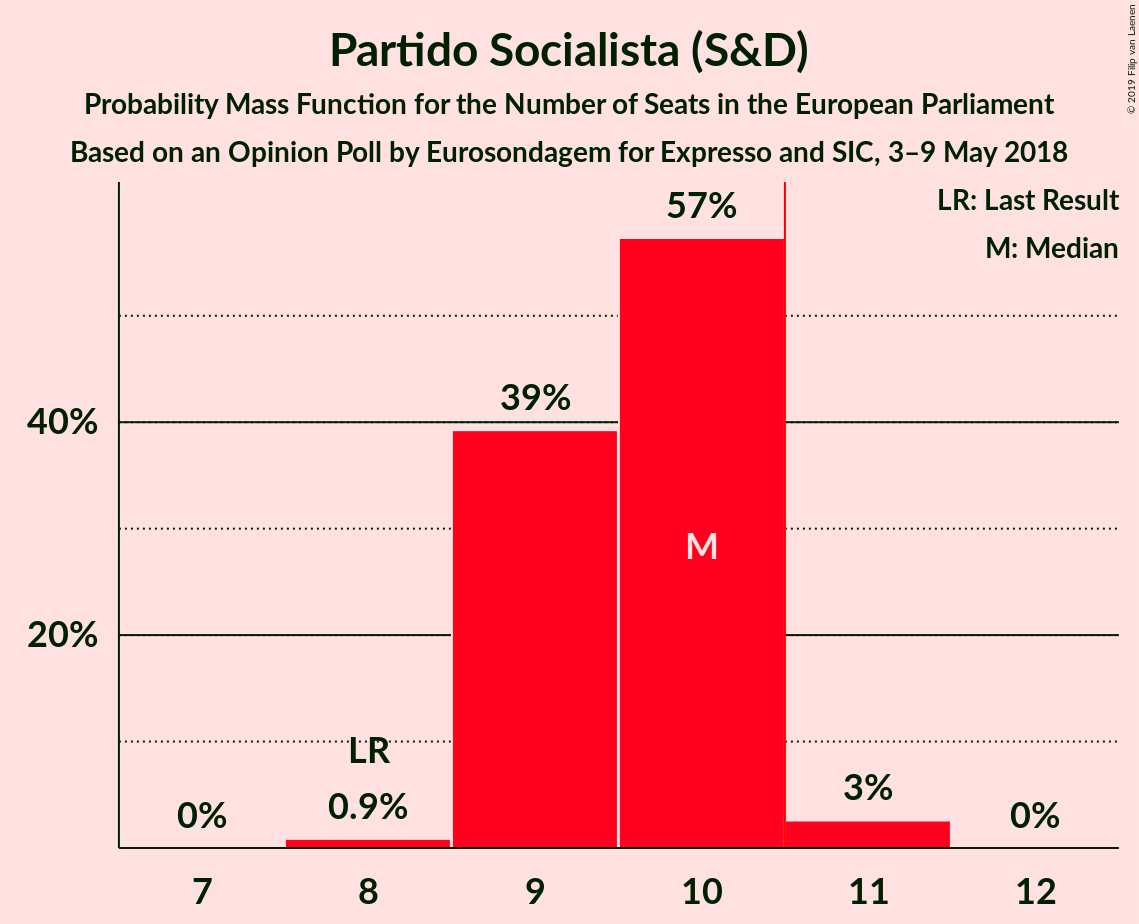 Partido Socialista (S&D)
Probability Mass Function for the Number of Seats in the European Parliament
Based on an Opinion Poll by Eurosondagem for Expresso and SIC, 3–9 May 2018
© 2019 Filip van Laenen
LR: Last Result
M: Median
57%
39%
40%
M
20%
LR
0.9%
0%
3%
0%
7 8 9 10 11 12